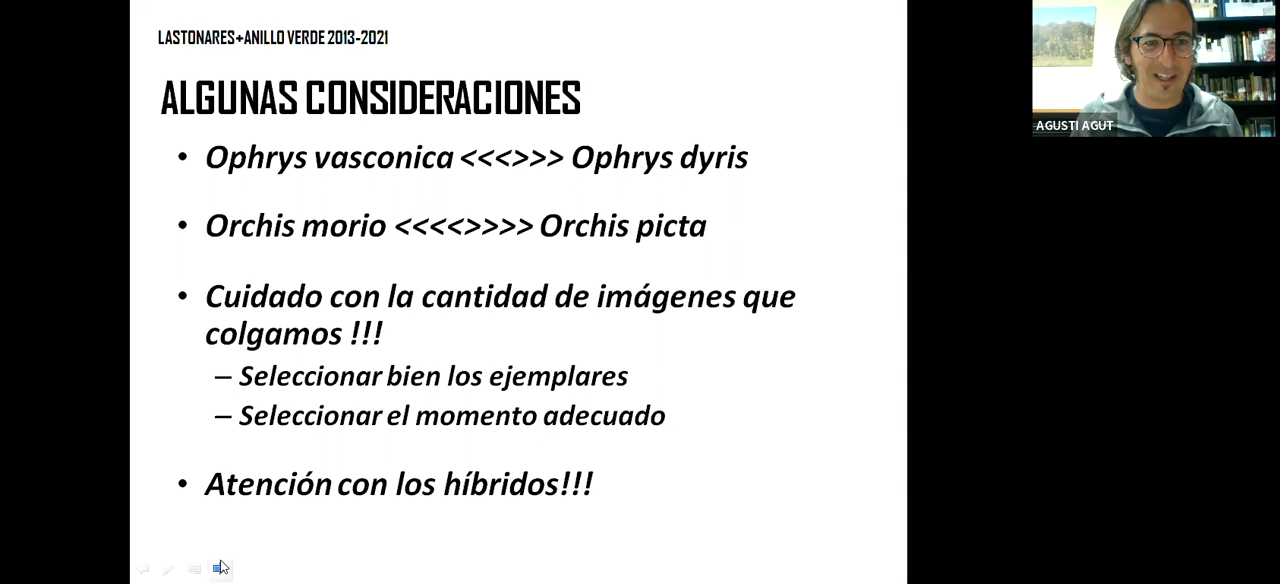 LASTONARES+ANILLO VERDE 2013-2021
ALGUNAS CONSIDERACIONES
• Ophrys vasconica <<<>>> Ophrys dyris
• Orchis morio <<<<>>>> Orchis picta
• Cuidado con la cantidad de imágenes que
colgamos !!!
– Seleccionar bien los ejemplares
– Seleccionar el momento adecuado
• Atención con los híbridos!!!
AGUSTI AGUT